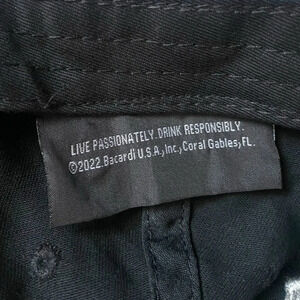 LIVE PASSIONATELY. DRINK RESPONSIBLY.
©2022. Bacardi U.S.A., Inc., Coral Gables, FL.